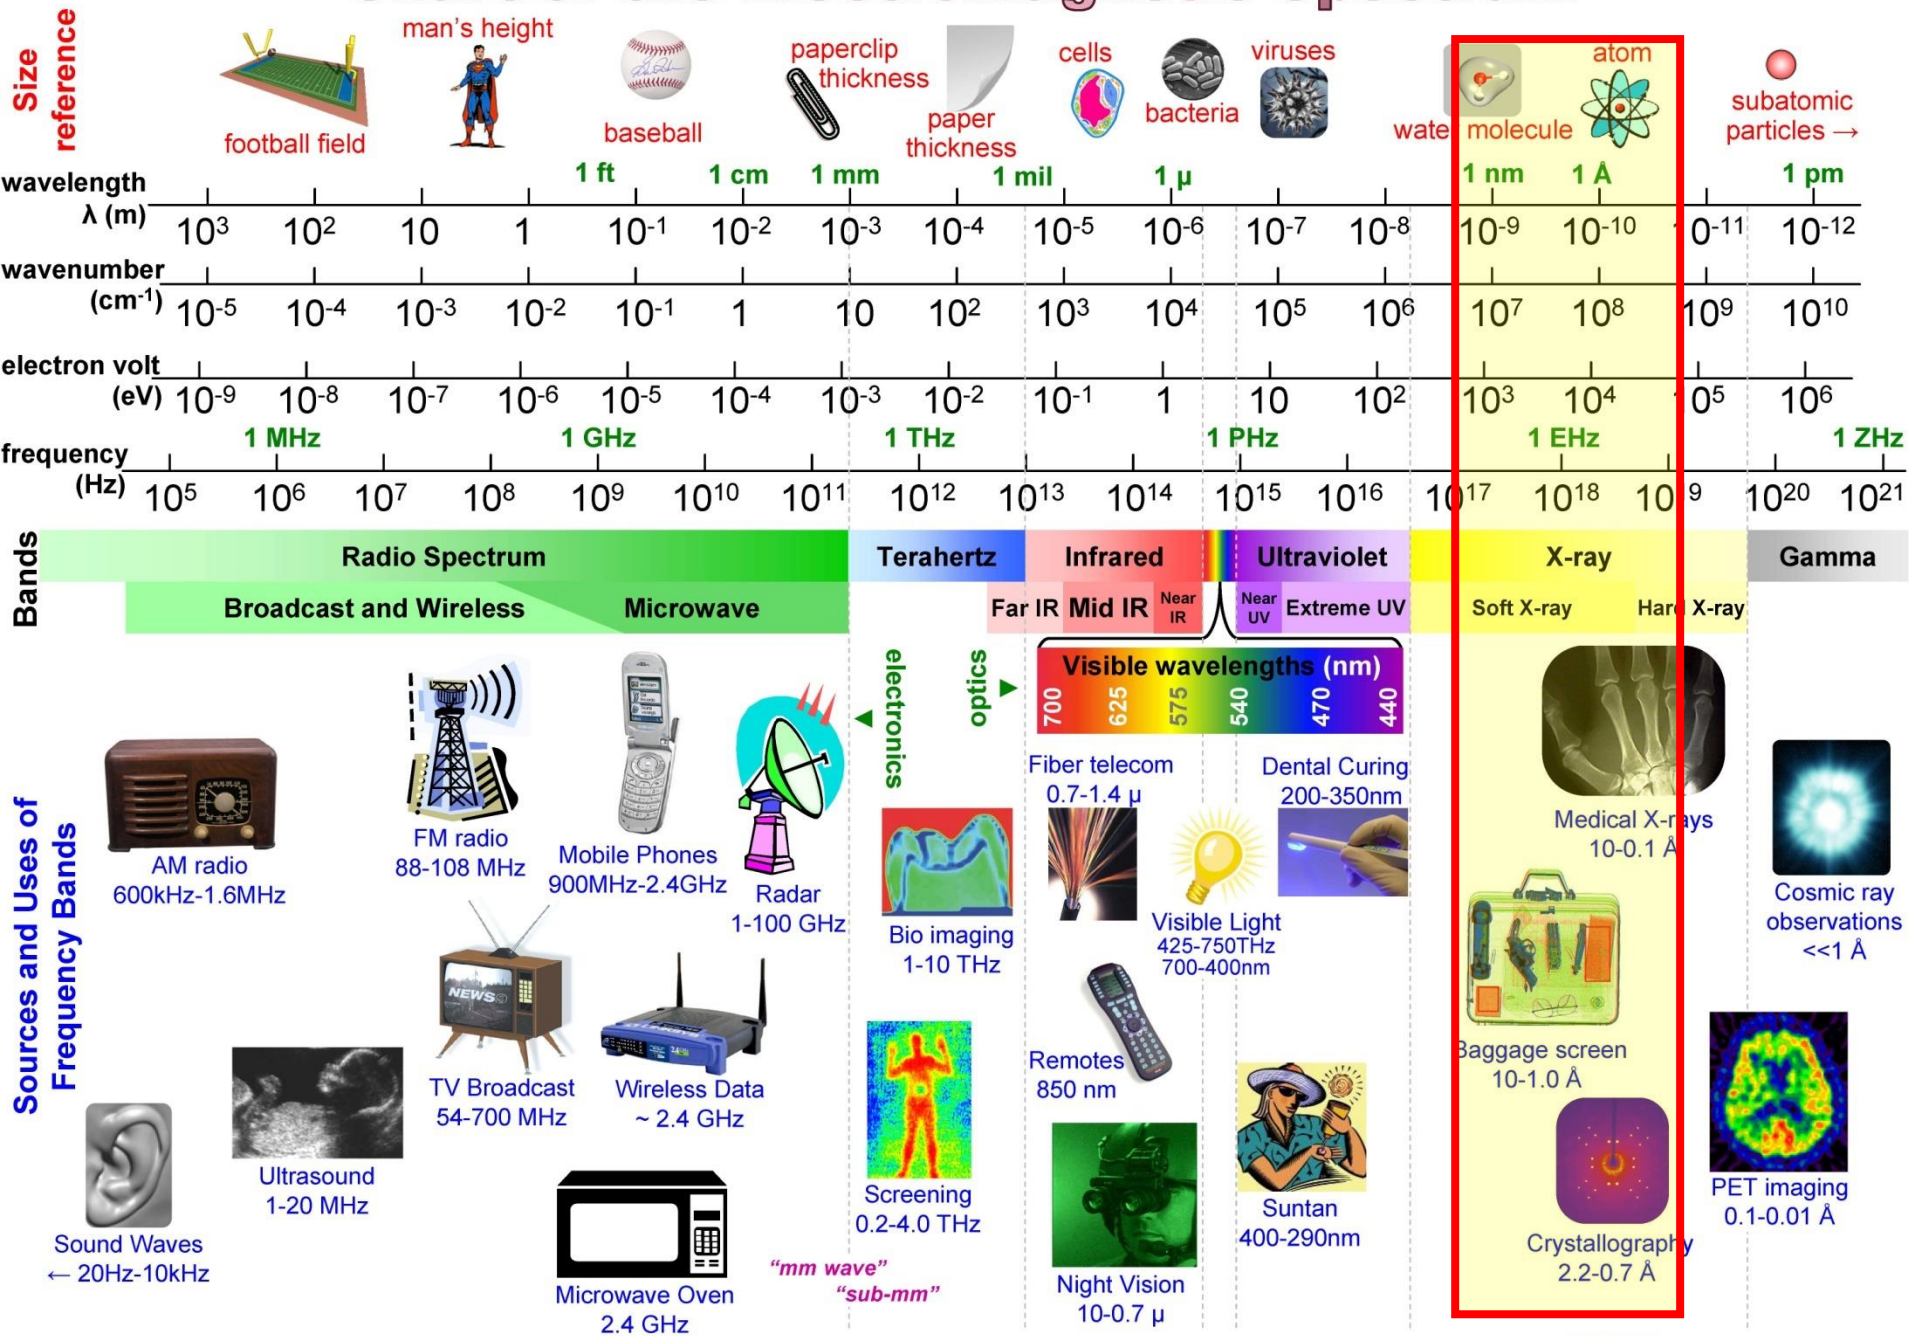 Chart of the Electromagnetic Spectrum
Size
reference
football field
man's height
baseball
paperclip
thickness
paper
thickness
cells
bacteria
viruses
water molecule
atom
subatomic
particles →
wavelength
λ (m)
1 ft 1 cm 1 mm 1 mil 1 µ 1 nm 1 Å 1 pm
10³ 10² 10 1 10⁻¹ 10⁻² 10⁻³ 10⁻⁴ 10⁻⁵ 10⁻⁶ 10⁻⁷ 10⁻⁸ 10⁻⁹ 10⁻¹⁰ 10⁻¹¹ 10⁻¹²
wavenumber
(cm⁻¹)
10⁻⁵ 10⁻⁴ 10⁻³ 10⁻² 10⁻¹ 1 10 10² 10³ 10⁴ 10⁵ 10⁶ 10⁷ 10⁸ 10⁹ 10¹⁰
electron volt
(eV)
10⁻⁹ 10⁻⁸ 10⁻⁷ 10⁻⁶ 10⁻⁵ 10⁻⁴ 10⁻³ 10⁻² 10⁻¹ 1 10 10² 10³ 10⁴ 10⁵ 10⁶
frequency
(Hz)
1 MHz 1 GHz 1 THz 1 PHz 1 EHz 1 ZHz
10⁵ 10⁶ 10⁷ 10⁸ 10⁹ 10¹⁰ 10¹¹ 10¹² 10¹³ 10¹⁴ 10¹⁵ 10¹⁶ 10¹⁷ 10¹⁸ 10¹⁹ 10²⁰ 10²¹
Bands
Radio Spectrum Terahertz Infrared Ultraviolet X-ray Gamma
Broadcast and Wireless Microwave Far IR Mid IR Near
IR
Near
UV
Extreme UV Soft X-ray Hard X-ray
electronics
optics
Visible wavelengths (nm)
700 625 575 540 470 440
Sources and Uses of
Frequency Bands
AM radio
600kHz-1.6MHz
FM radio
88-108 MHz
Mobile Phones
900MHz-2.4GHz
Radar
1-100 GHz
Bio imaging
1-10 THz
Fiber telecom
0.7-1.4 µ
Visible Light
425-750THz
700-400nm
Dental Curing
200-350nm
Medical X-rays
10-0.1 Å
Cosmic ray
observations
<<1 Å
Baggage screen
10-1.0 Å
NEWS9
TV Broadcast
54-700 MHz
Wireless Data
~ 2.4 GHz
Remotes
850 nm
Ultrasound
1-20 MHz
Sound Waves
← 20Hz-10kHz
Microwave Oven
2.4 GHz
Screening
0.2-4.0 THz
"mm wave"
"sub-mm"
Night Vision
10-0.7 µ
Suntan
400-290nm
Crystallography
2.2-0.7 Å
PET imaging
0.1-0.01 Å